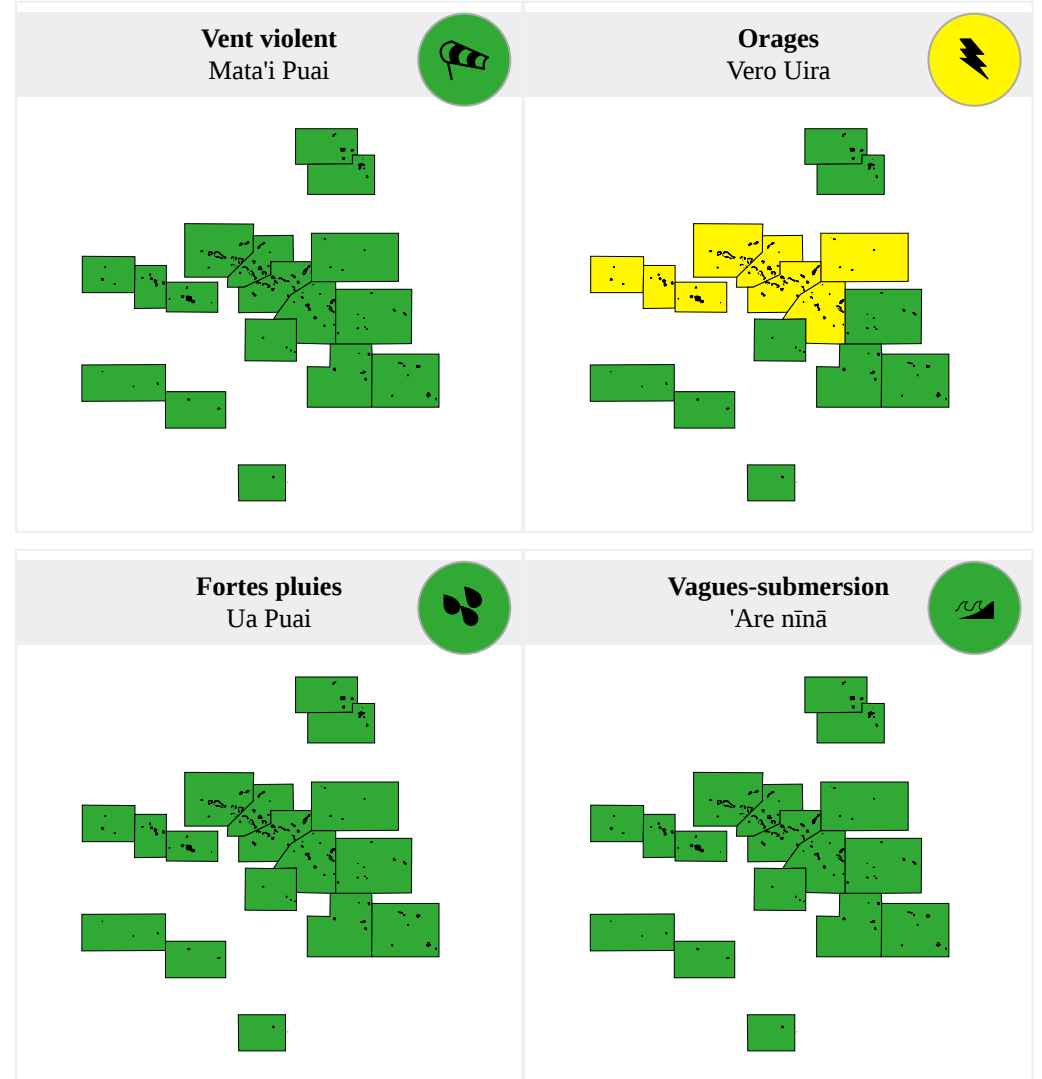 Vent violent
Mata'i Puai
Orages
Vero Uira
Fortes pluies
Ua Puai
Vagues-submersion
'Are nīnā